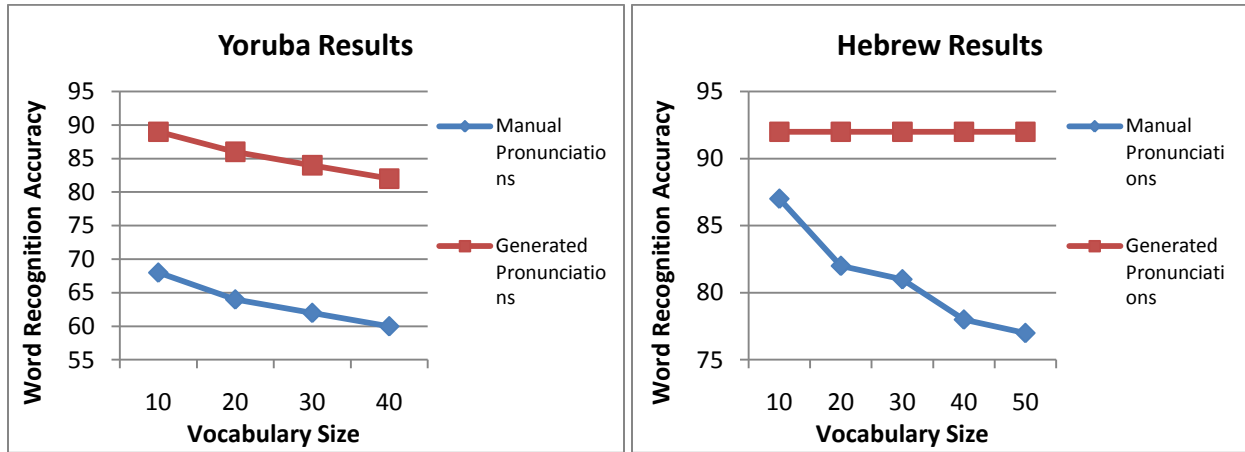 Yoruba Results
Word Recognition Accuracy
95
90
85
80
75
70
65
60
55
10 20 30 40
Vocabulary Size
Manual
Pronunciatio
ns
Generated
Pronunciatio
ns
Hebrew Results
Word Recognition Accuracy
95
90
85
80
75
10 20 30 40 50
Vocabulary Size
Manual
Pronunciati
ons
Generated
Pronunciati
ons